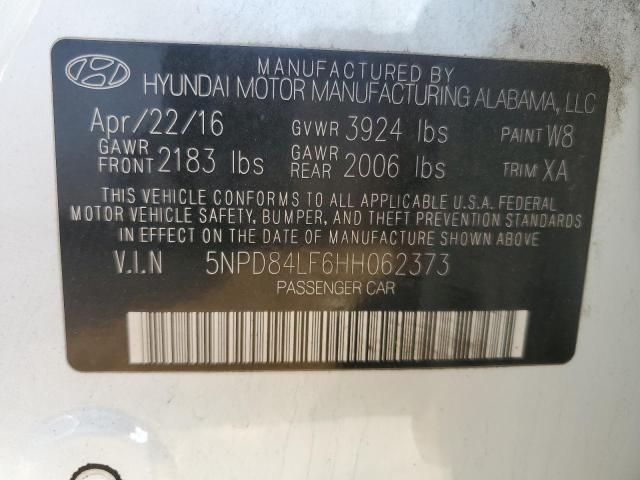 MANUFACTURED BY
HYUNDAI MOTOR MANUFACTURING ALABAMA, LLC
Apr/22/16 GVWR 3924 lbs PAINT W8
GAWR FRONT 2183 lbs GAWR REAR 2006 lbs TRIM XA
THIS VEHICLE CONFORMS TO ALL APPLICABLE U.S.A. FEDERAL
MOTOR VEHICLE SAFETY, BUMPER, AND THEFT PREVENTION STANDARDS
IN EFFECT ON THE DATE OF MANUFACTURE SHOWN ABOVE.
V.I.N 5NPD84LF6HH062373
PASSENGER CAR